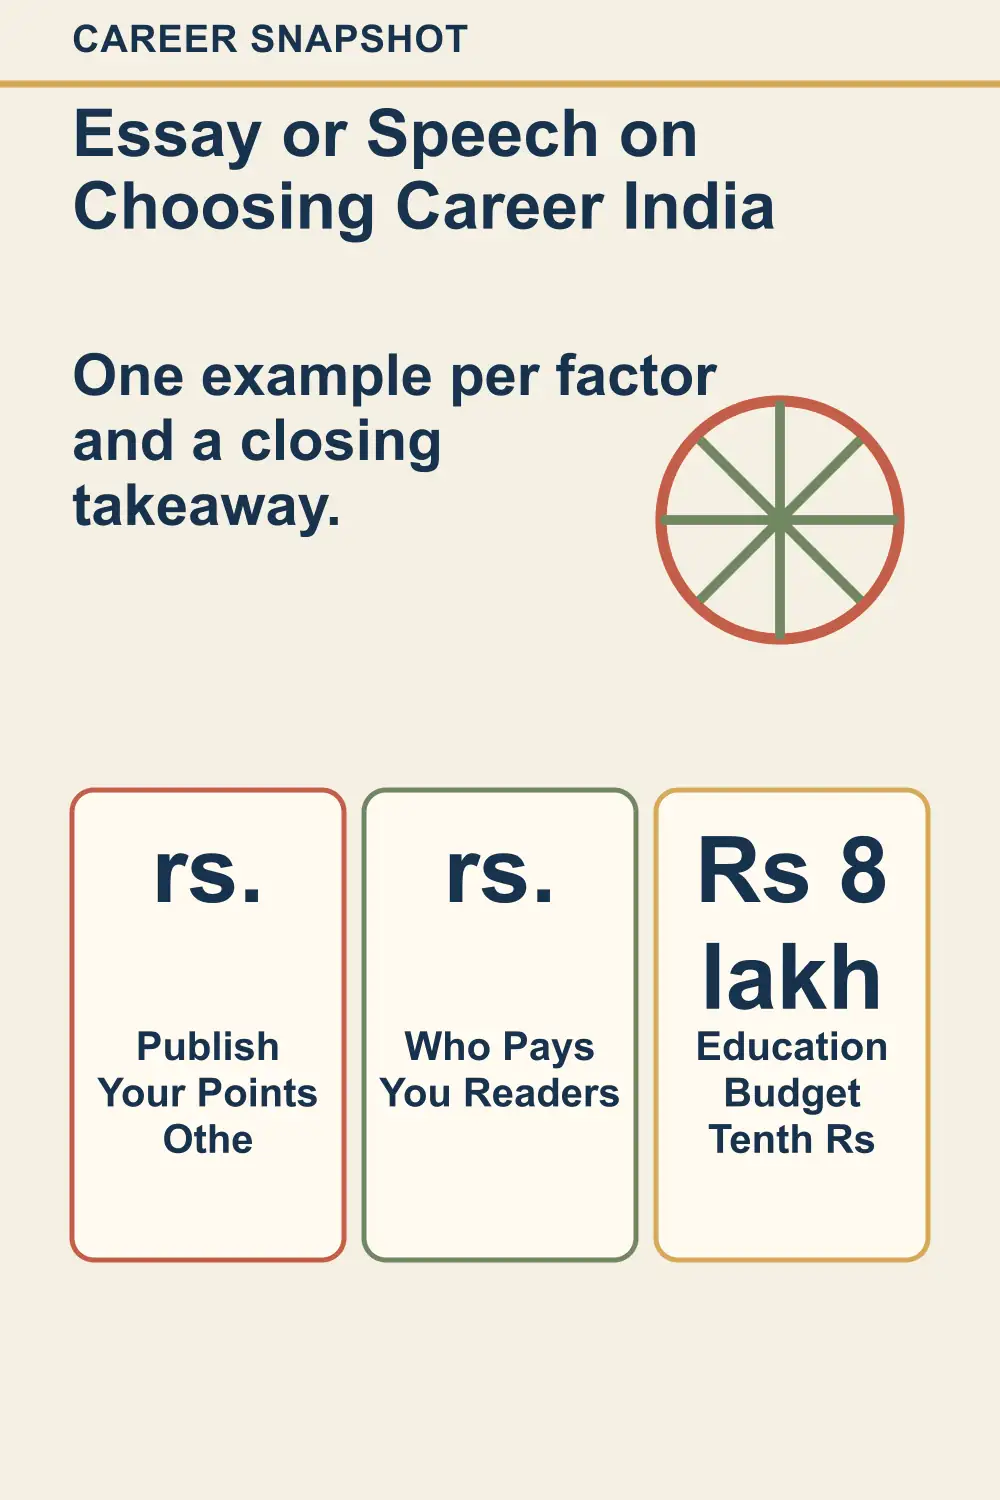 CAREER SNAPSHOT
Essay or Speech on
Choosing Career India
One example per factor
and a closing
takeaway.
rs.
Publish
Your Points
Othe
rs.
Who Pays
You Readers
Rs 8
lakh
Education
Budget
Tenth Rs